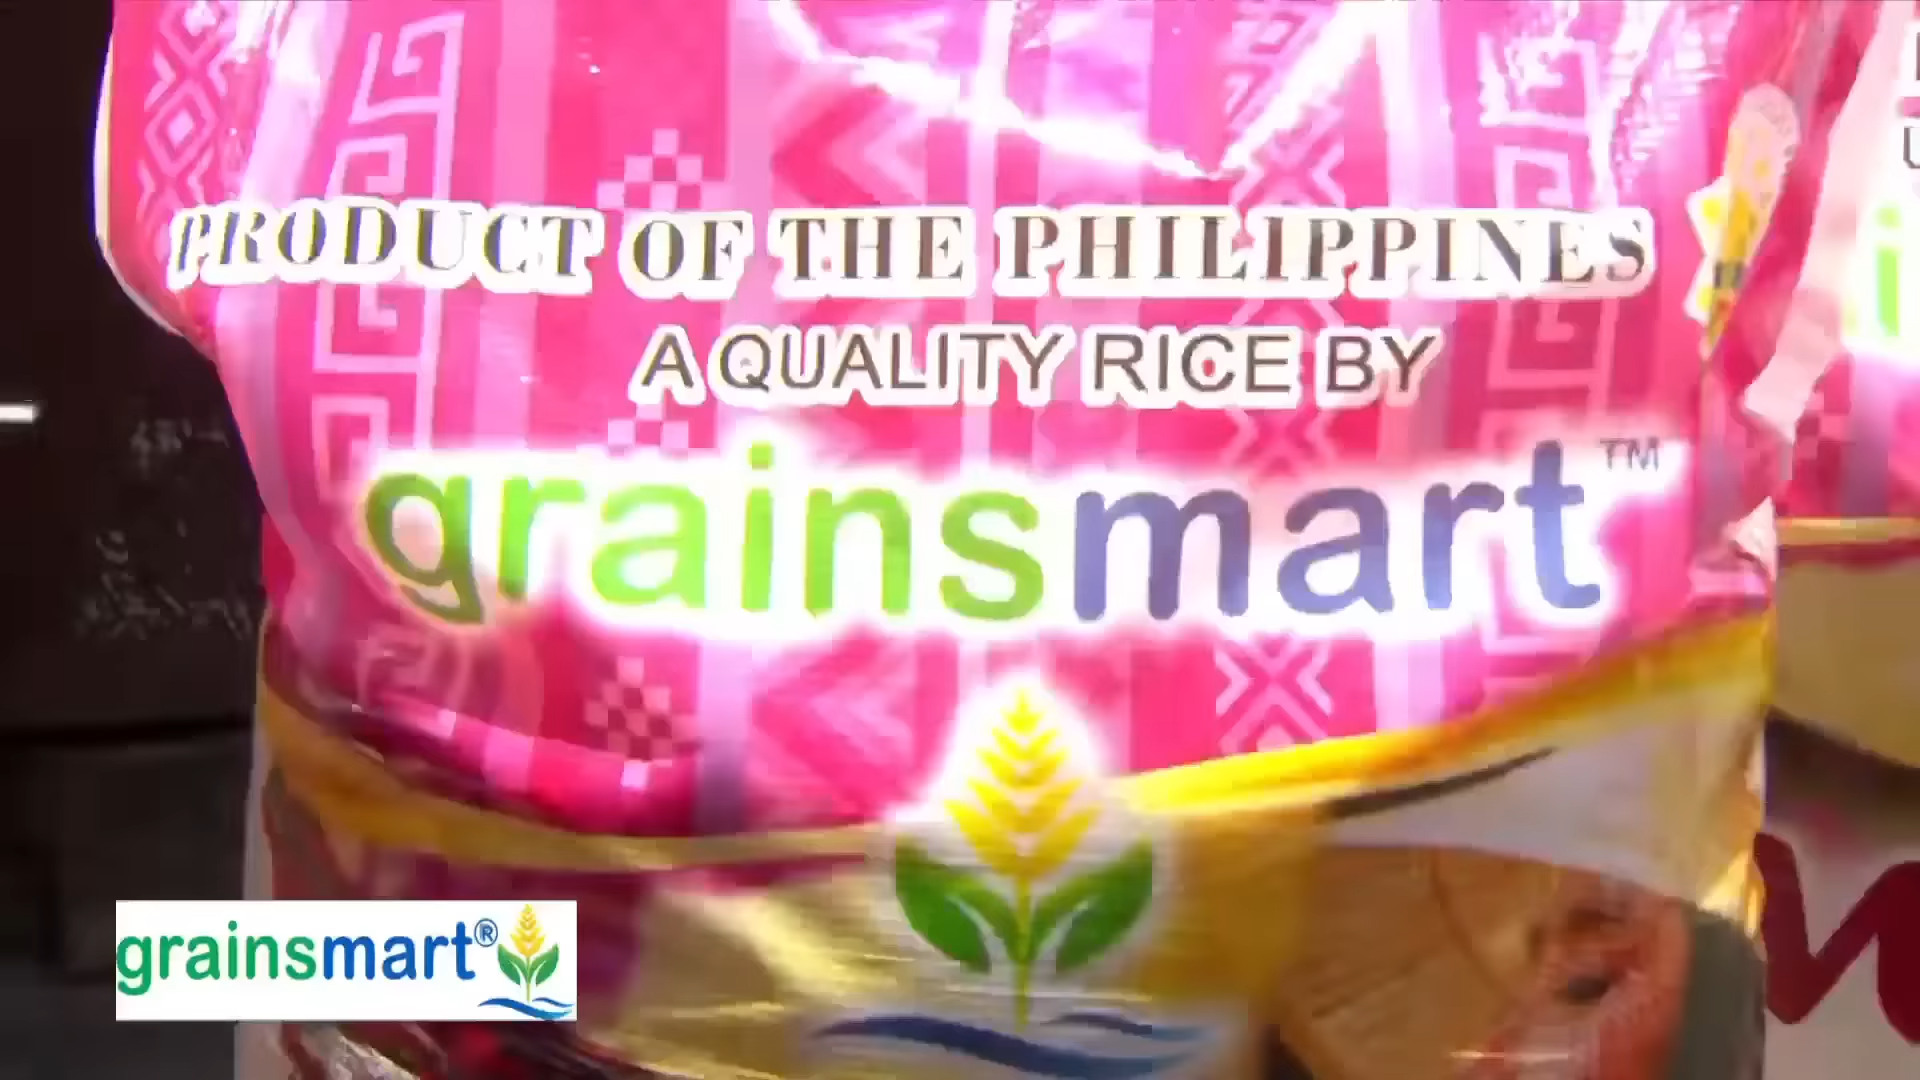 PRODUCT OF THE PHILIPPINES
A QUALITY RICE BY
grainsmart™
grainsmart®